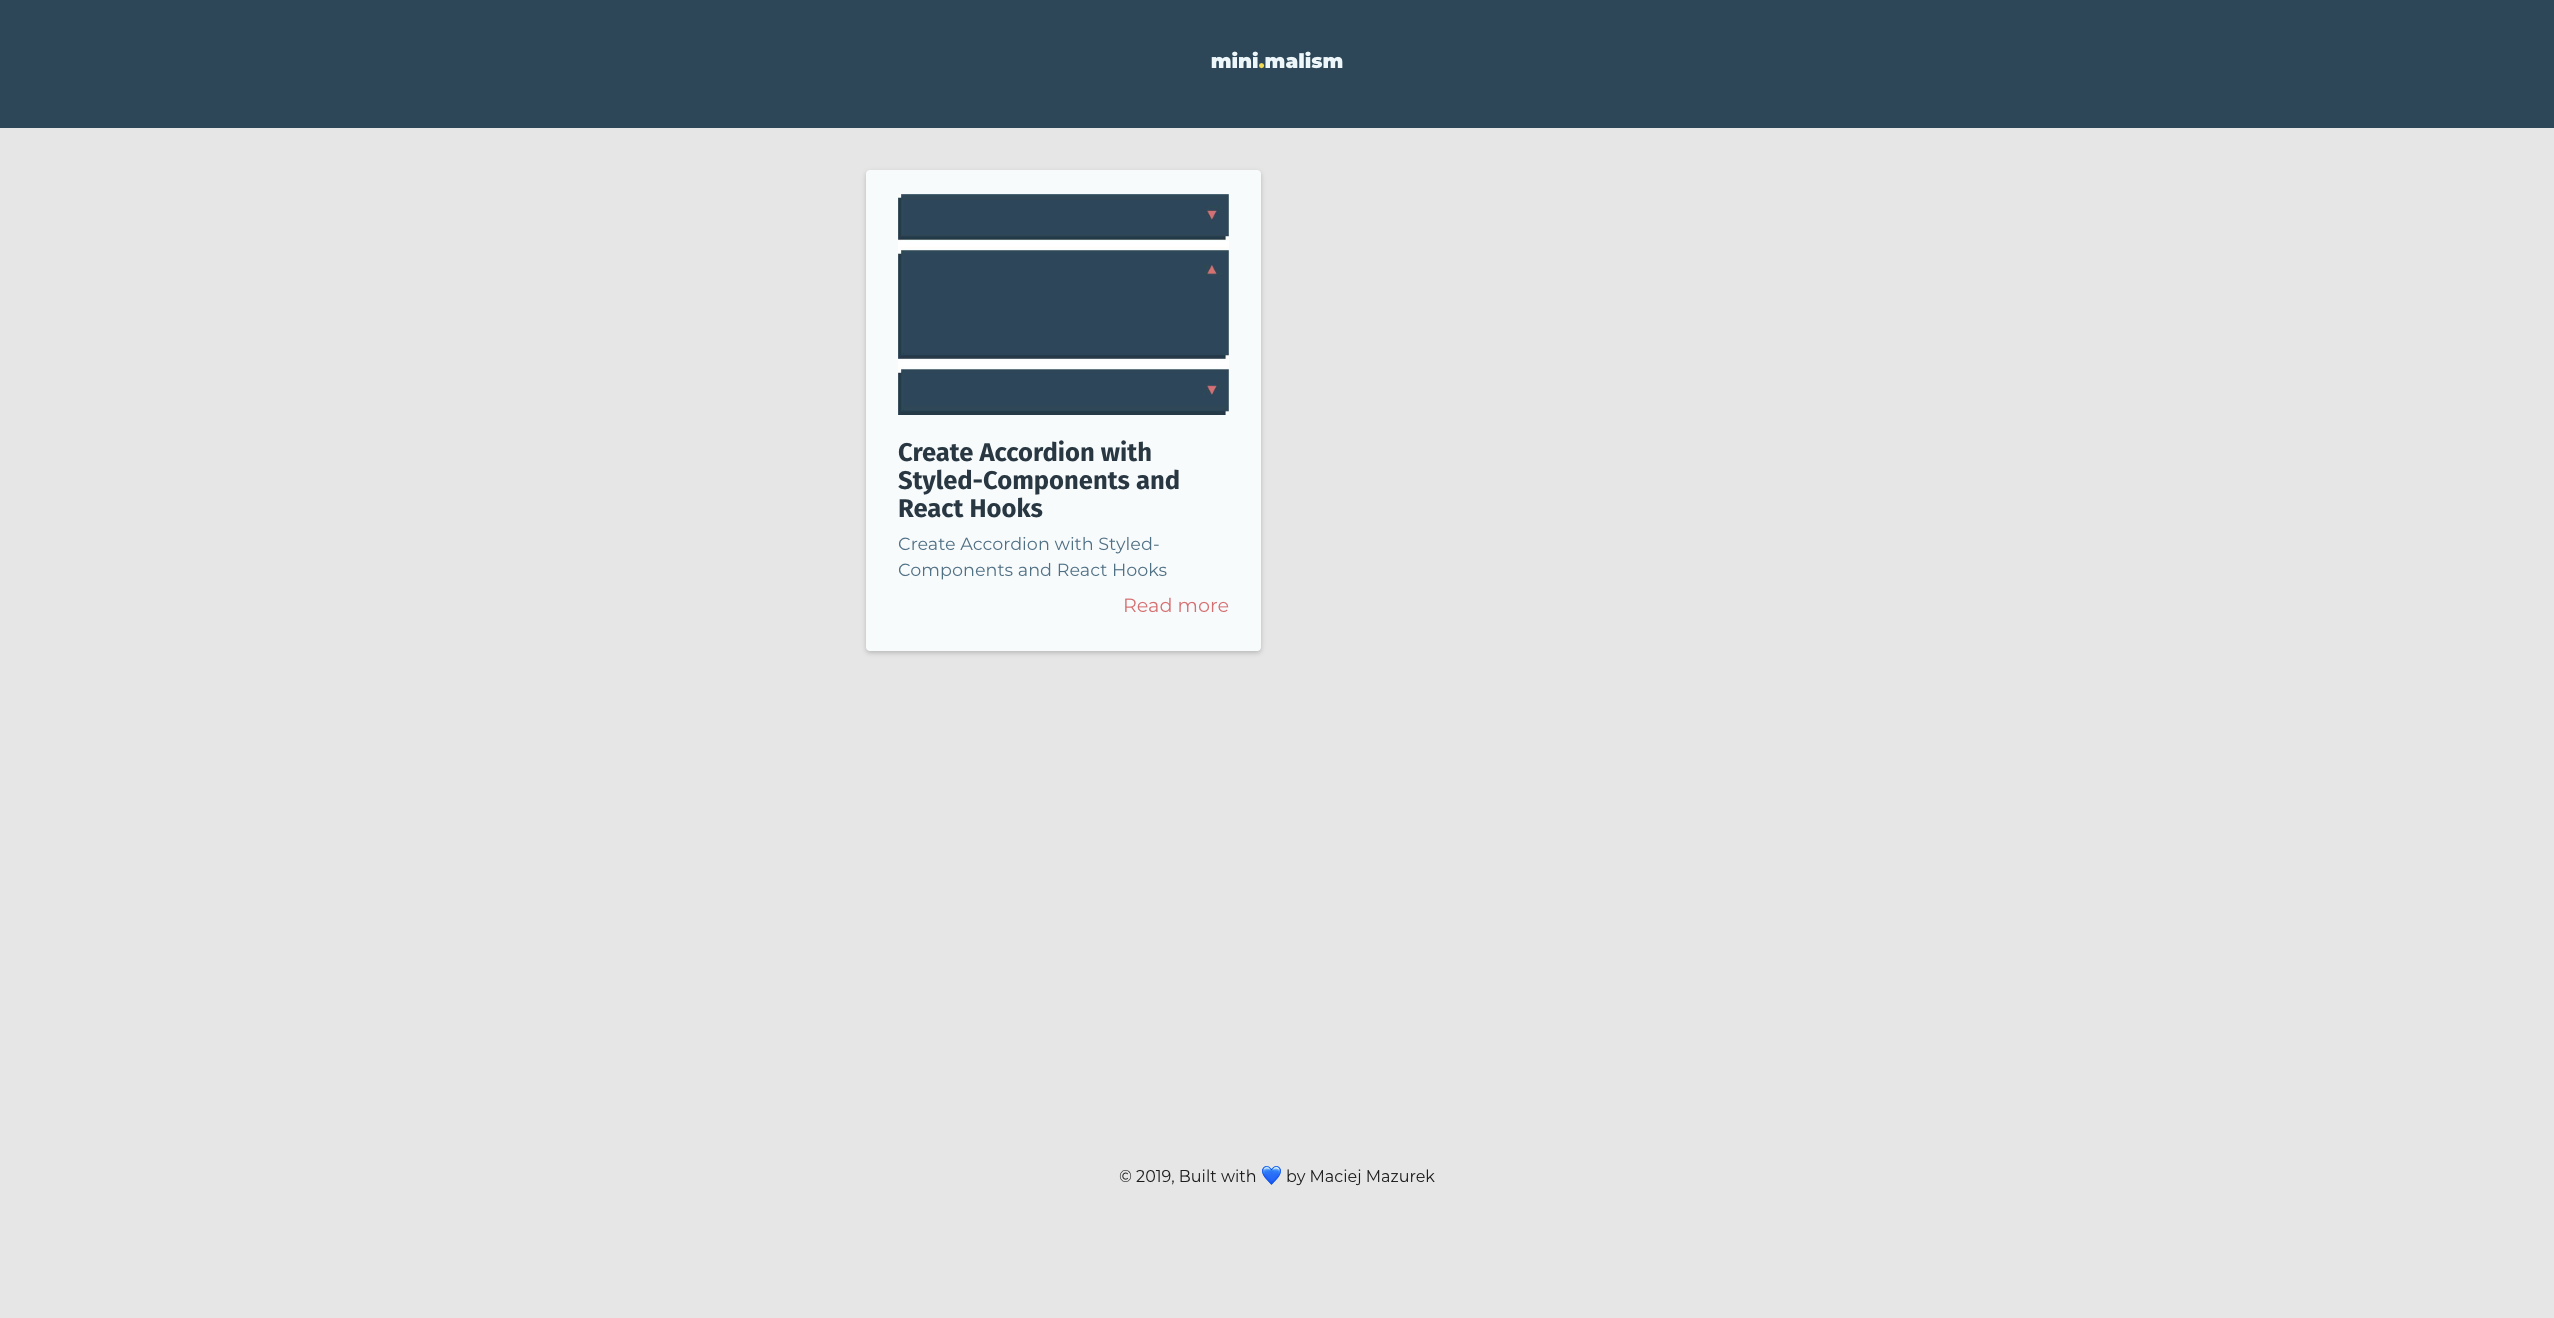 mini.malism
Create Accordion with
Styled-Components and
React Hooks
Create Accordion with Styled-
Components and React Hooks
Read more
© 2019, Built with 💙 by Maciej Mazurek